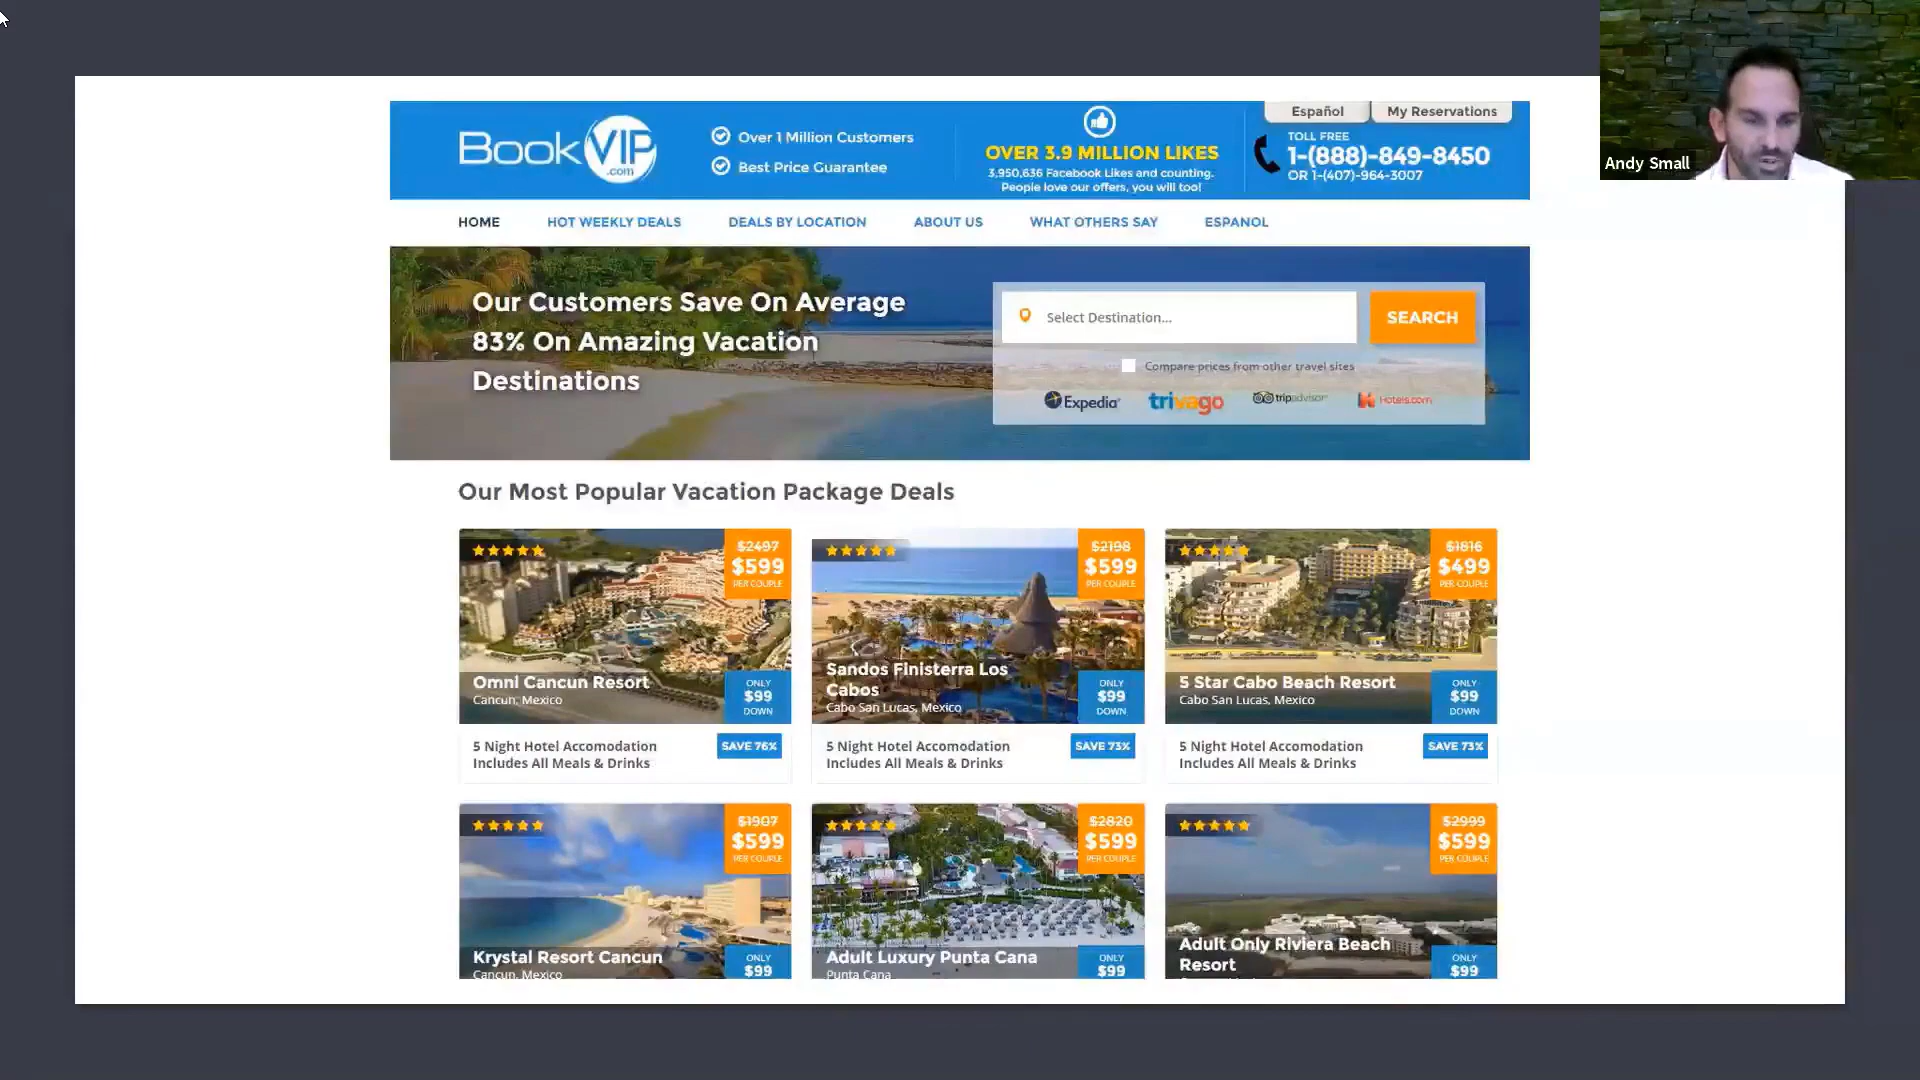 Español
My Reservations
BookVIP
.com
Over 1 Million Customers
Best Price Guarantee
OVER 3.9 MILLION LIKES
3,950,636 Facebook Likes and counting.
People love our offers, you will too!
TOLL FREE
1-(888)-849-8450
OR 1-(407)-964-3007
Andy Small
HOME
HOT WEEKLY DEALS
DEALS BY LOCATION
ABOUT US
WHAT OTHERS SAY
ESPANOL
Our Customers Save On Average
83% On Amazing Vacation
Destinations
Select Destination...
SEARCH
Compare prices from other travel sites
Expedia
trivago
tripadvisor
Hotels.com
Our Most Popular Vacation Package Deals
$2497
$599
PER COUPLE
Omni Cancun Resort
Cancun, Mexico
ONLY
$99
DOWN
5 Night Hotel Accomodation
Includes All Meals & Drinks
SAVE 76%
$2198
$599
PER COUPLE
Sandos Finisterra Los
Cabos
Cabo San Lucas, Mexico
ONLY
$99
DOWN
5 Night Hotel Accomodation
Includes All Meals & Drinks
SAVE 73%
$1816
$499
PER COUPLE
5 Star Cabo Beach Resort
Cabo San Lucas, Mexico
ONLY
$99
DOWN
5 Night Hotel Accomodation
Includes All Meals & Drinks
SAVE 73%
$1907
$599
PER COUPLE
Krystal Resort Cancun
Cancun, Mexico
ONLY
$99
$2820
$599
PER COUPLE
Adult Luxury Punta Cana
Punta Cana
ONLY
$99
$2999
$599
PER COUPLE
Adult Only Riviera Beach
Resort
ONLY
$99